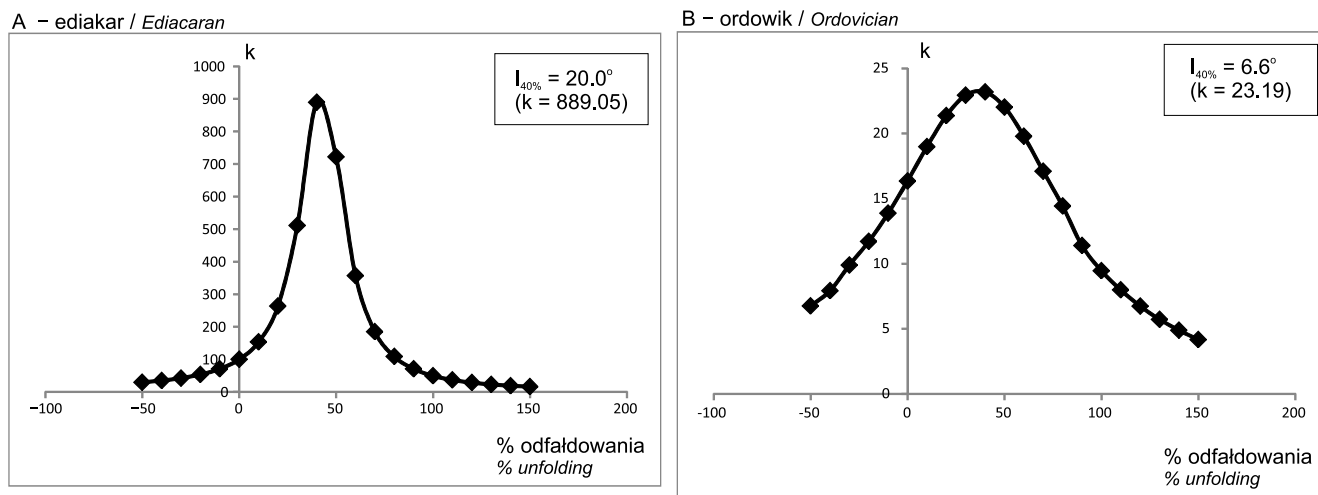 A – ediakar / Ediacaran
k
I40% = 20.0°
(k = 889.05)
1000
900
800
700
600
500
400
300
200
100
0
−100 −50 0 50 100 150 200
% odfałdowania
% unfolding
B – ordowik / Ordovician
k
I40% = 6.6°
(k = 23.19)
25
20
15
10
5
0
-100 -50 0 50 100 150 200
% odfałdowania
% unfolding